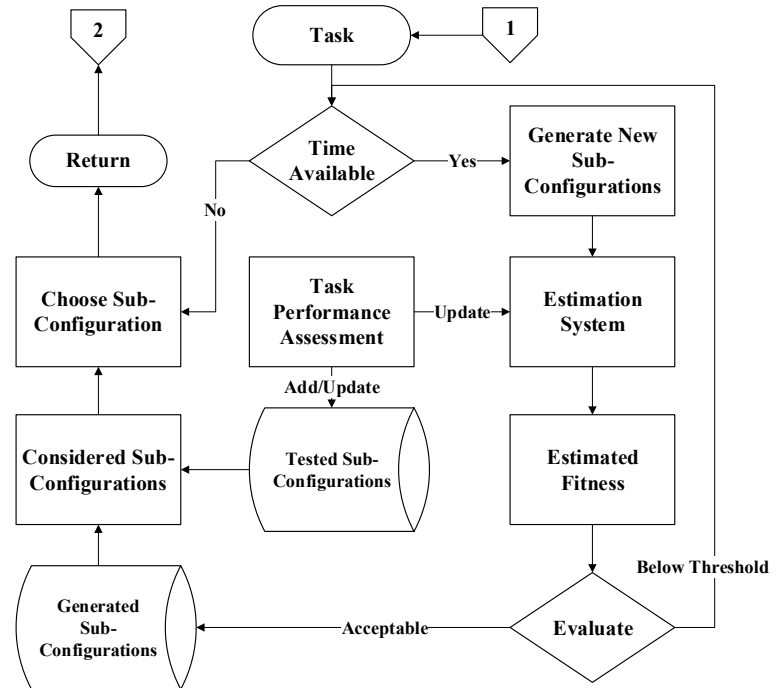 2
Task
1
Return
Time
Available
Yes
Generate New
Sub-
Configurations
No
Choose Sub-
Configuration
Task
Performance
Assessment
Update
Estimation
System
Add/Update
Considered Sub-
Configurations
Tested Sub-
Configurations
Estimated
Fitness
Below Threshold
Generated
Sub-
Configurations
Acceptable
Evaluate